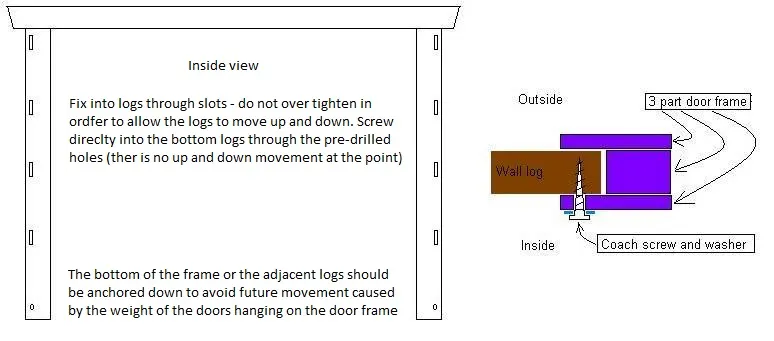 Inside view
Fix into logs through slots - do not over tighten in
ordfer to allow the logs to move up and down. Screw
direclty into the bottom logs through the pre-drilled
holes (ther is no up and down movement at the point)
The bottom of the frame or the adjacent logs should
be anchored down to avoid future movement caused
by the weight of the doors hanging on the door frame
Outside
3 part door frame
Wall log
Inside
Coach screw and washer